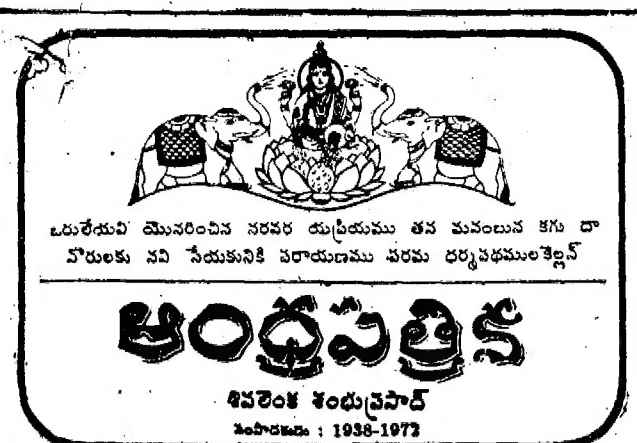 ఒరులేయవి యొనరించిన నరవర యప్రియము తన మనంబున కగు దా
నొరులకు నవి సేయకునికి పరాయణము పరమ ధర్మపథములకెల్లన్
ఆంధ్రపత్రిక
శివలెంక శంభుప్రసాద్
సంపాదకుడు : 1938-1972